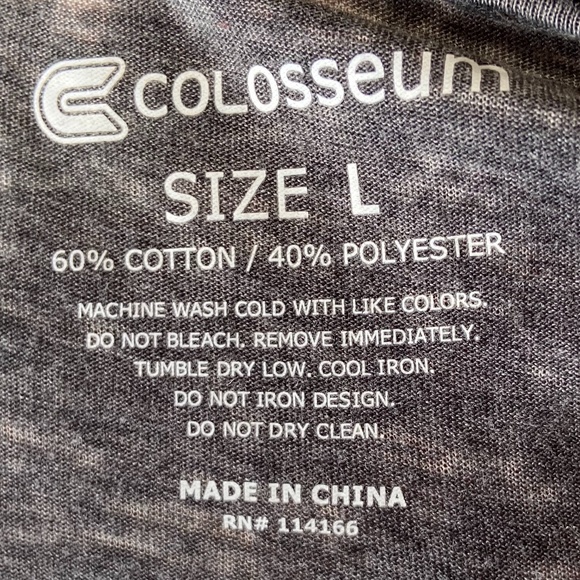 COLOSSEUM
SIZE L
60% COTTON / 40% POLYESTER
MACHINE WASH COLD WITH LIKE COLORS.
DO NOT BLEACH. REMOVE IMMEDIATELY.
TUMBLE DRY LOW. COOL IRON.
DO NOT IRON DESIGN.
DO NOT DRY CLEAN.
MADE IN CHINA
RN# 114166